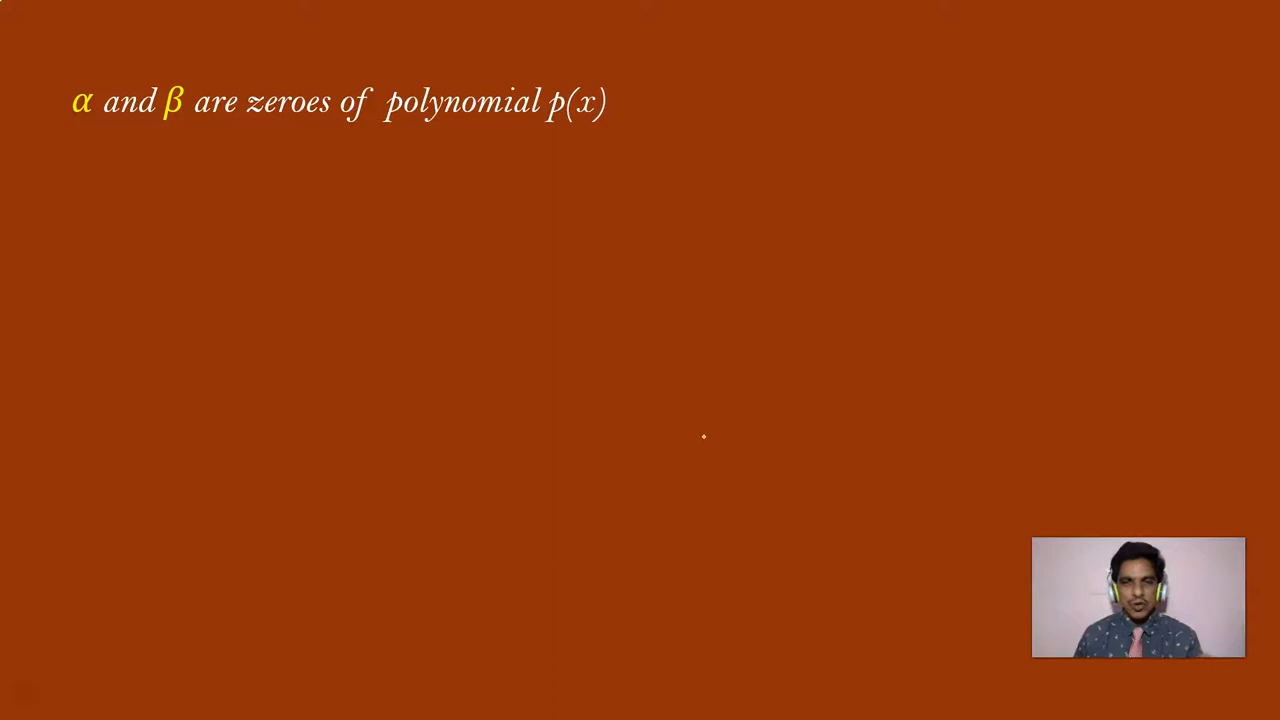 α and β are zeroes of polynomial p(x)